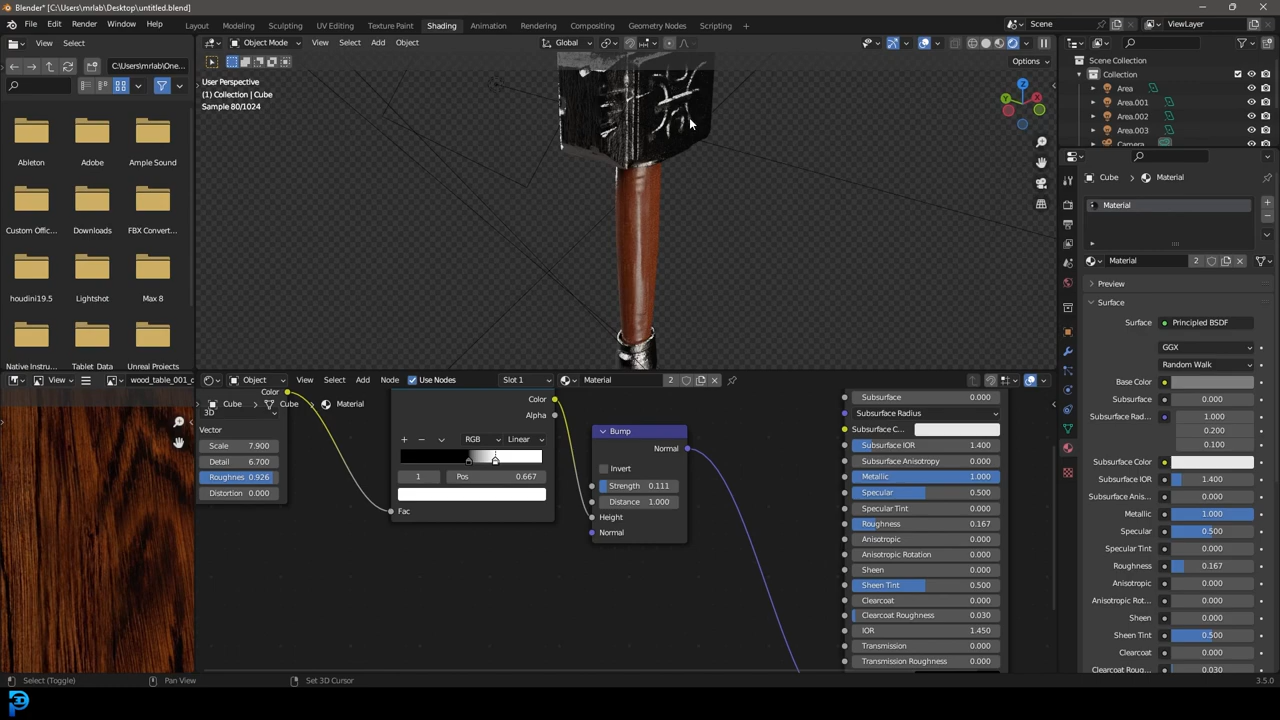 Blender* [C:\Users\mrlab\Desktop\untitled.blend]
File Edit Render Window Help Layout Modeling Sculpting UV Editing Texture Paint Shading Animation Rendering Compositing Geometry Nodes Scripting Scene ViewLayer
View Select Object Mode View Select Add Object Global
C:\Users\mrlab\One... Options
User Perspective
(1) Collection | Cube
Sample 80/1024
Scene Collection
Collection
Area
Area.001
Area.002
Area.003
Camera
Z
Y
X
Ableton Adobe Ample Sound
Custom Offic... Downloads FBX Convert...
houdini19.5 Lightshot Max 8
Native Instru... Tablet Data Unreal Projects
Cube > Material
Material
Material 2
Preview
Surface
Surface Principled BSDF
GGX
Random Walk
Base Color
Subsurface 0.000
Subsurface Rad... 1.000
0.200
0.100
Subsurface Color
Subsurface IOR 1.400
Subsurface Anis... 0.000
Metallic 1.000
Specular 0.500
Specular Tint 0.000
Roughness 0.167
Anisotropic 0.000
Anisotropic Rot... 0.000
Sheen 0.000
Sheen Tint 0.500
Clearcoat 0.000
Clearcoat Roug... 0.030
View wood_table_001_c
Object View Select Add Node Use Nodes Slot 1 Material 2
Cube > Cube > Material
Color
3D
Vector
Scale 7.900
Detail 6.700
Roughnes 0.926
Distortion 0.000
Color
Alpha
RGB Linear
1 Pos 0.667
Fac
Bump
Normal
Invert
Strength 0.111
Distance 1.000
Height
Normal
Subsurface 0.000
Subsurface Radius
Subsurface C...
Subsurface IOR 1.400
Subsurface Anisotropy 0.000
Metallic 1.000
Specular 0.500
Specular Tint 0.000
Roughness 0.167
Anisotropic 0.000
Anisotropic Rotation 0.000
Sheen 0.000
Sheen Tint 0.500
Clearcoat 0.000
Clearcoat Roughness 0.030
IOR 1.450
Transmission 0.000
Transmission Roughness 0.000
Select (Toggle) Pan View Set 3D Cursor 3.5.0